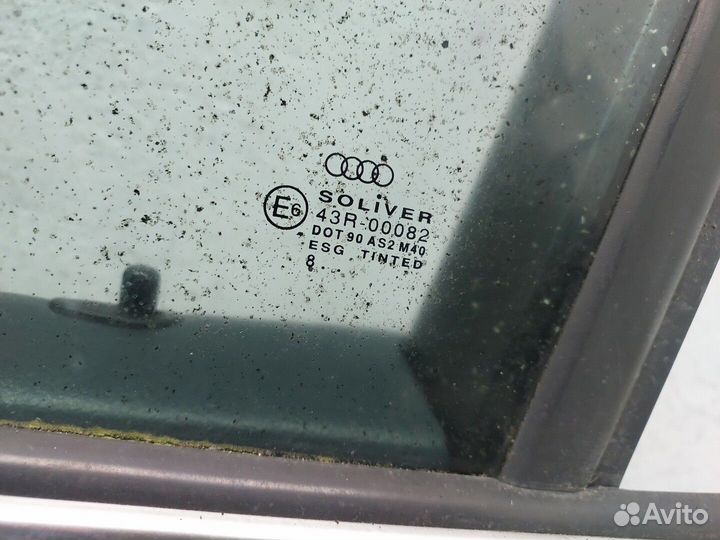 SOLiVER
E6 43R-00082
DOT 90 AS2 M40
ESG TINTED
8
Avito